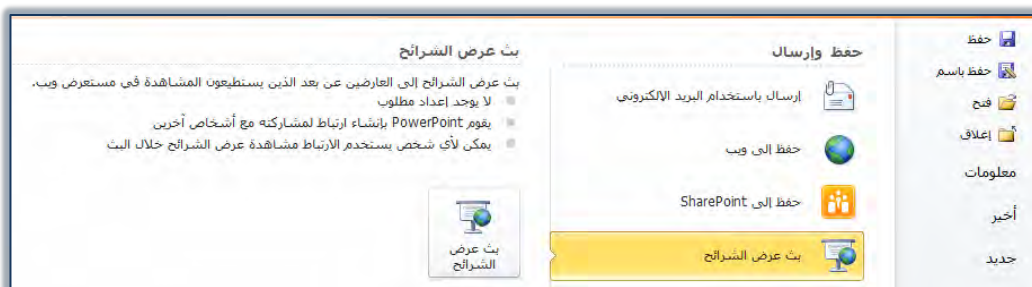 حفظ
حفظ باسم
فتح
إغلاق
معلومات
أخير
جديد
حفظ وإرسال
إرسال باستخدام البريد الإلكتروني
حفظ إلى ويب
حفظ إلى SharePoint
بث عرض الشرائح
بث عرض الشرائح
بث عرض الشرائح إلى العارضين عن بعد الذين يستطيعون المشاهدة في مستعرض ويب.
لا يوجد إعداد مطلوب
يقوم PowerPoint بإنشاء ارتباط لمشاركته مع أشخاص آخرين
يمكن لأي شخص يستخدم الارتباط مشاهدة عرض الشرائح خلال البث
بث عرض
الشرائح